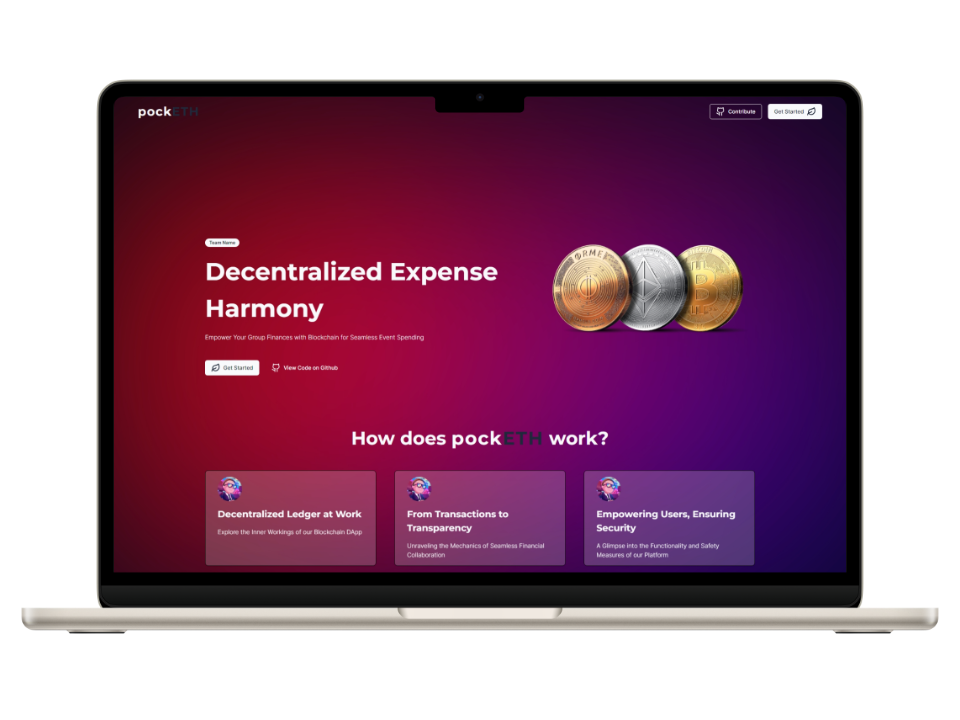 pockETH
Contribute
Get Started
Team Name
Decentralized Expense
Harmony
Empower Your Group Finances with Blockchain for Seamless Event Spending
Get Started
View Code on Github
ORME
How does pockETH work?
Decentralized Ledger at Work
Explore the Inner Workings of our Blockchain DApp
From Transactions to
Transparency
Unraveling the Mechanics of Seamless Financial
Collaboration
Empowering Users, Ensuring
Security
A Glimpse into the Functionality and Safety
Measures of our Platform